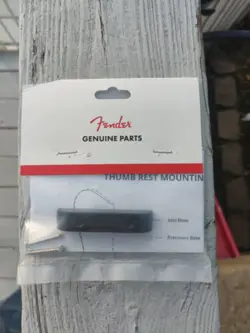 Fender
GENUINE PARTS
THUMB REST MOUNTIN
Jazz Bass
Precision Bass